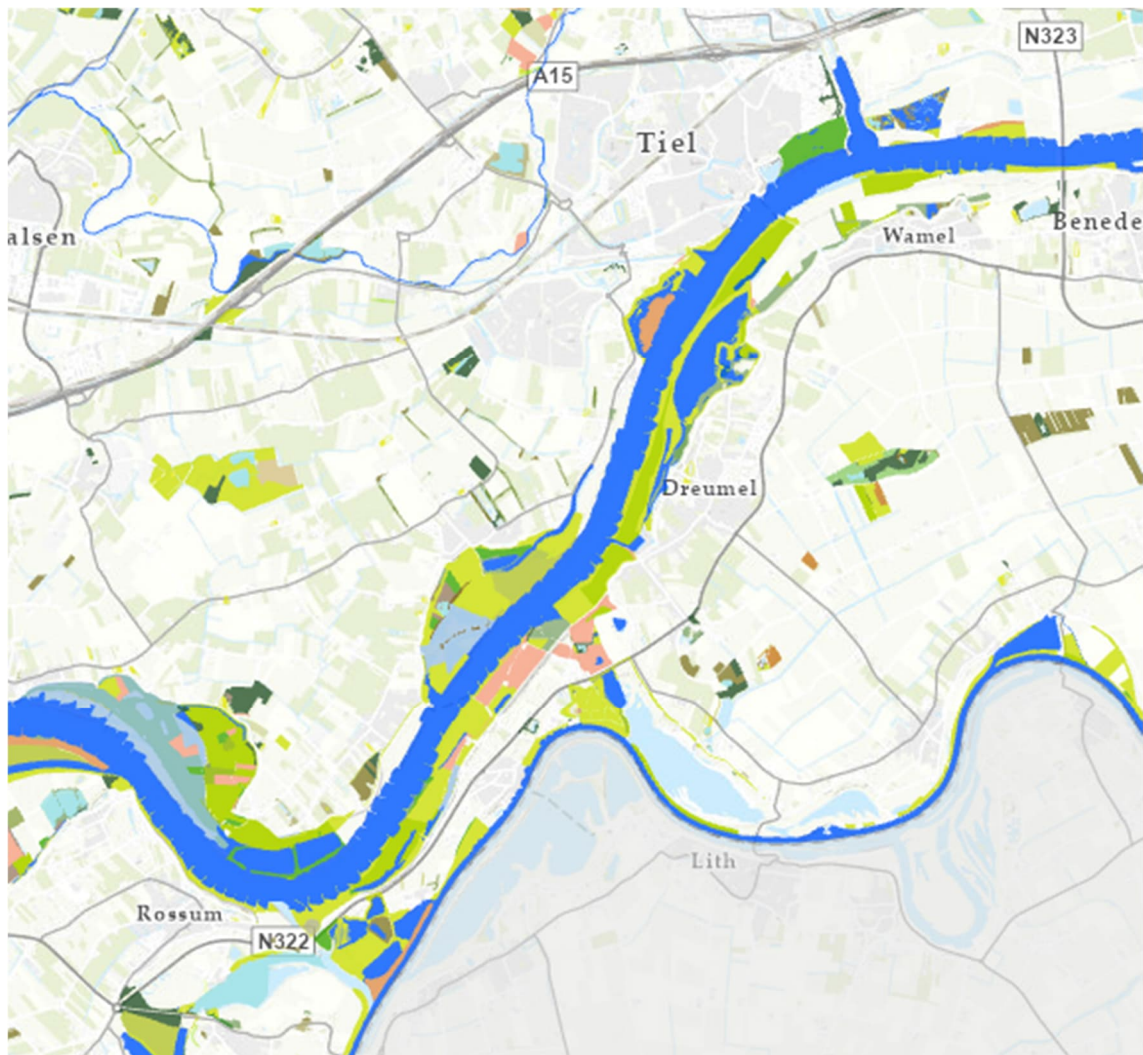 N323
A15
Tiel
alsen
Wamel
Benede
Dreumel
Lith
Rossum
N322